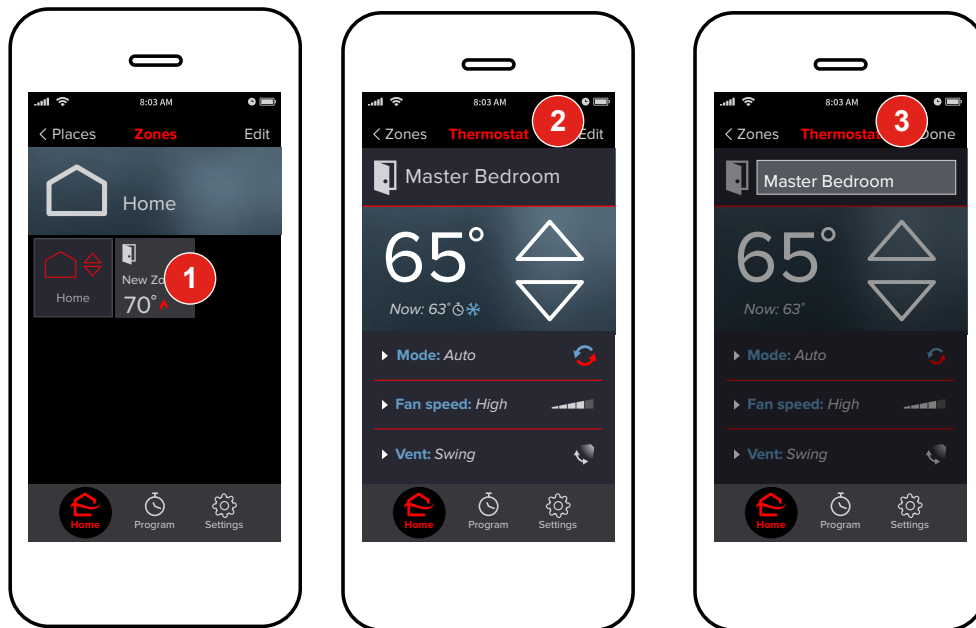 8:03 AM
< Places Zones Edit
Home
Home
New Zo
1
70°
Home Program Settings
8:03 AM
2
< Zones Thermostat Edit
Master Bedroom
65°
Now: 63°
Mode: Auto
Fan speed: High
Vent: Swing
Home Program Settings
8:03 AM
3
< Zones Thermostat Done
Master Bedroom
65°
Now: 63°
Mode: Auto
Fan speed: High
Vent: Swing
Home Program Settings